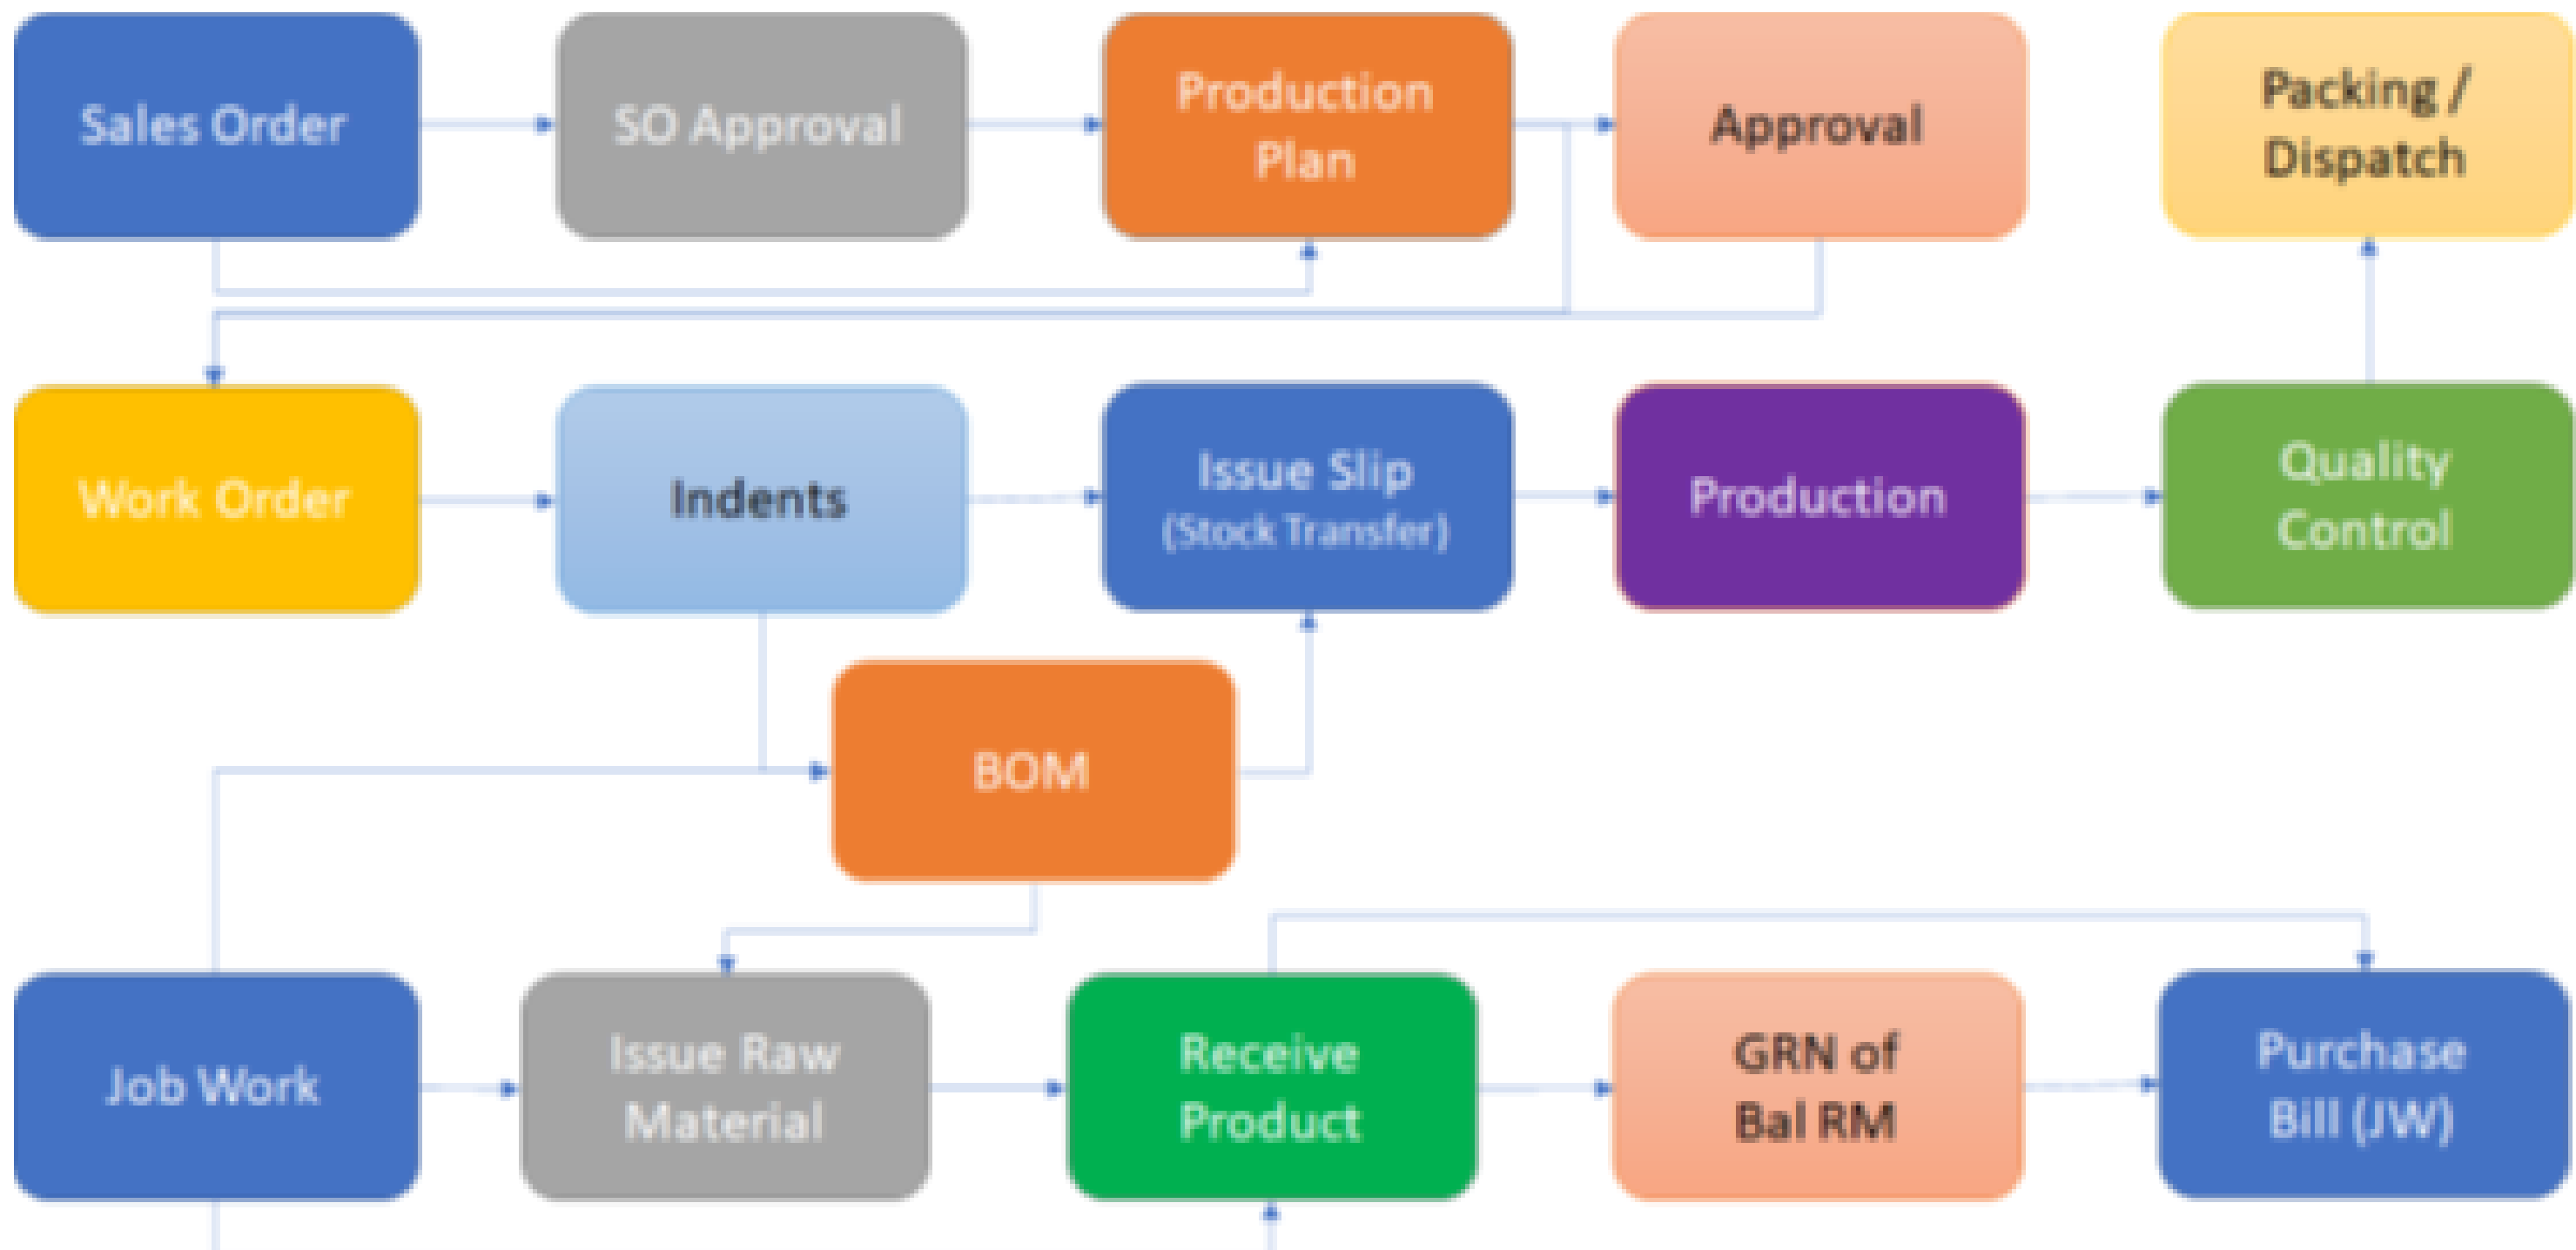 Sales Order
SO Approval
Production
Plan
Approval
Packing /
Dispatch
Work Order
Indents
Issue Slip
(Stock Transfer)
Production
Quality
Control
BOM
Job Work
Issue Raw
Material
Receive
Product
GRN of
Bal RM
Purchase
Bill (JW)